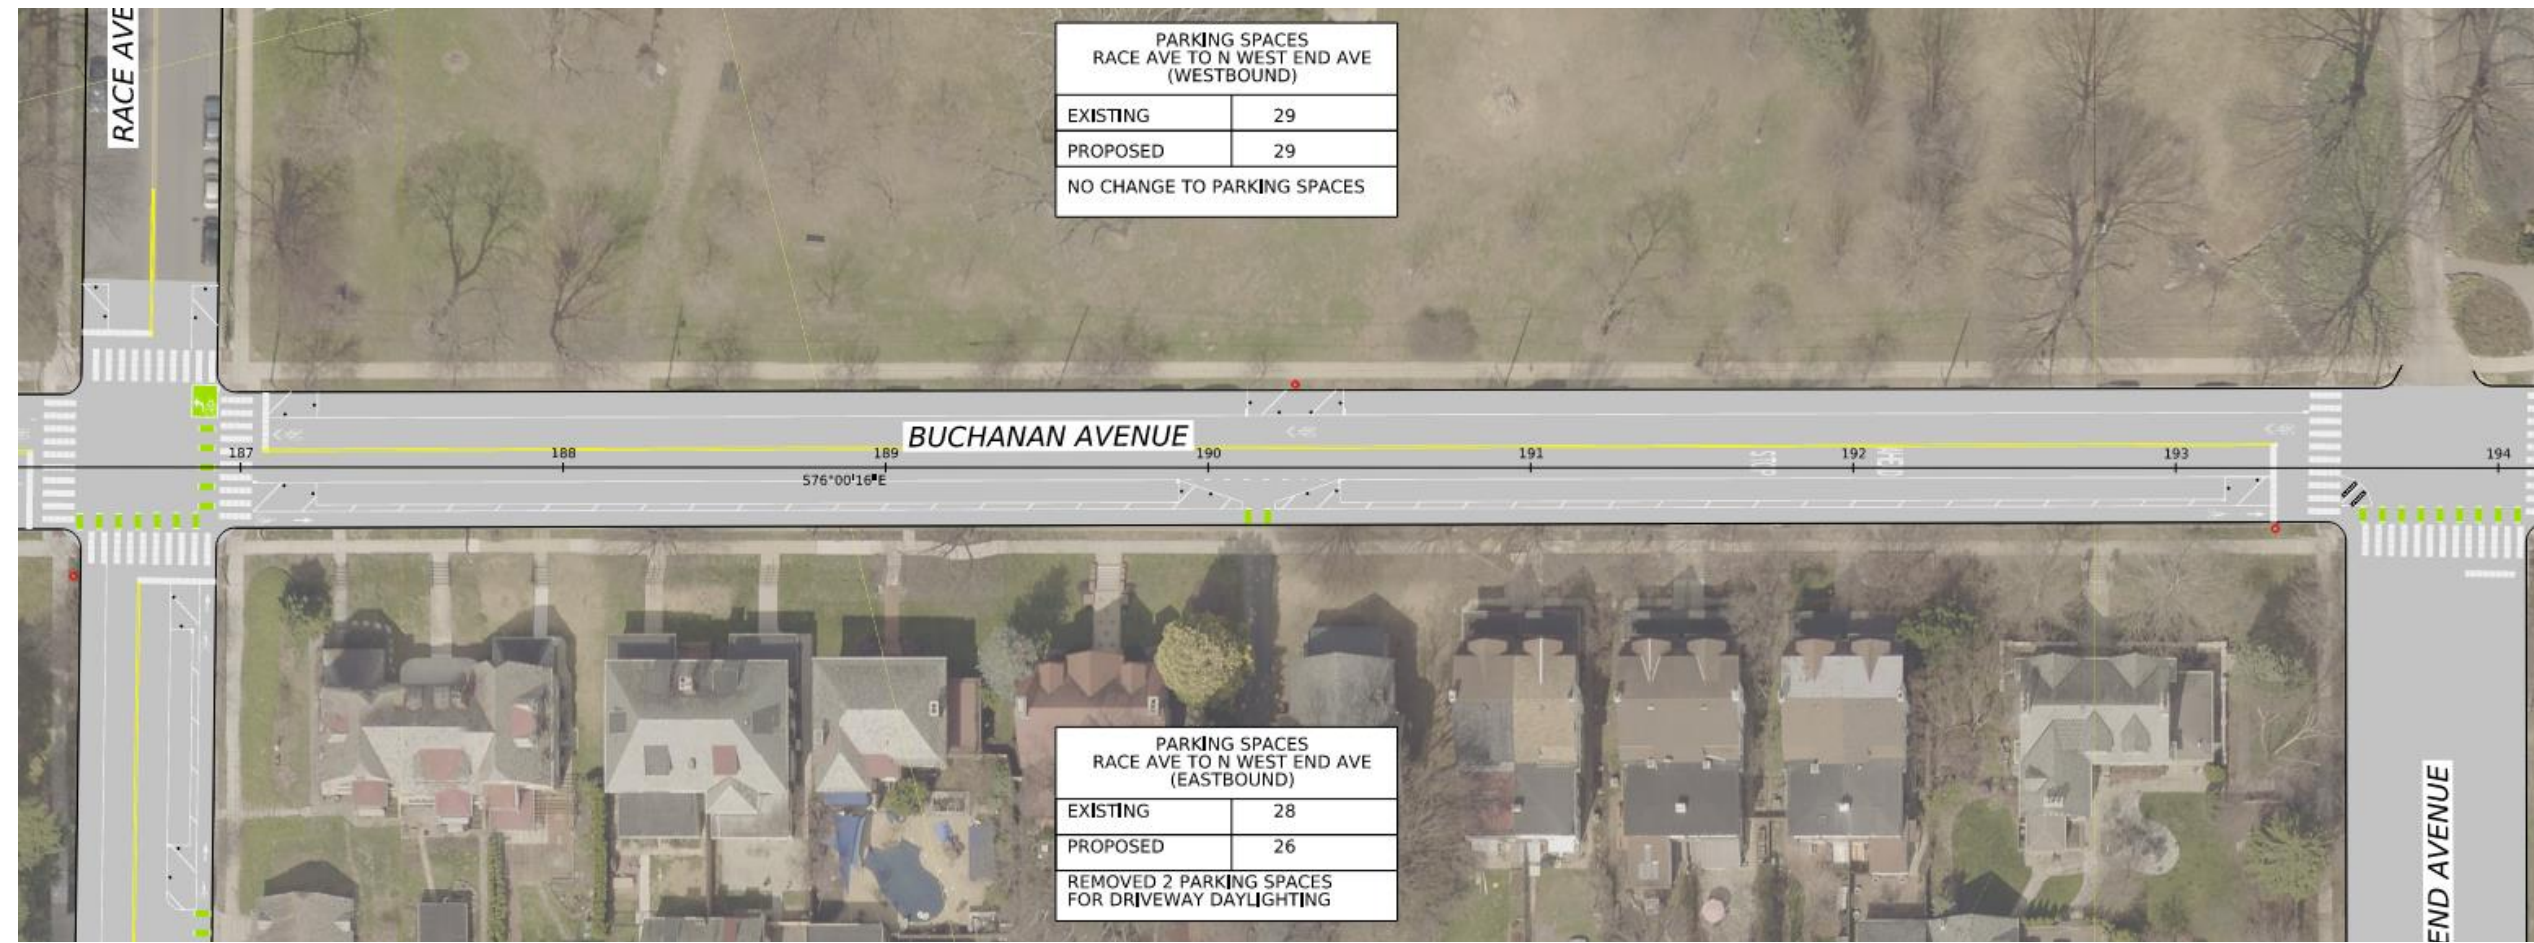 RACE AVE
PARKING SPACES
RACE AVE TO N WEST END AVE
(WESTBOUND)
EXISTING 29
PROPOSED 29
NO CHANGE TO PARKING SPACES
BUCHANAN AVENUE
187 188 189 190 191 192 193 194
S76°00'16"E
STOP
PARKING SPACES
RACE AVE TO N WEST END AVE
(EASTBOUND)
EXISTING 28
PROPOSED 26
REMOVED 2 PARKING SPACES
FOR DRIVEWAY DAYLIGHTING
END AVENUE